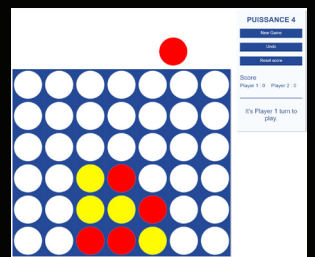 PUISSANCE 4
New Game
Undo
Reset score
Score
Player 1 : 0 Player 2 : 0
It's Player 1 turn to
play.